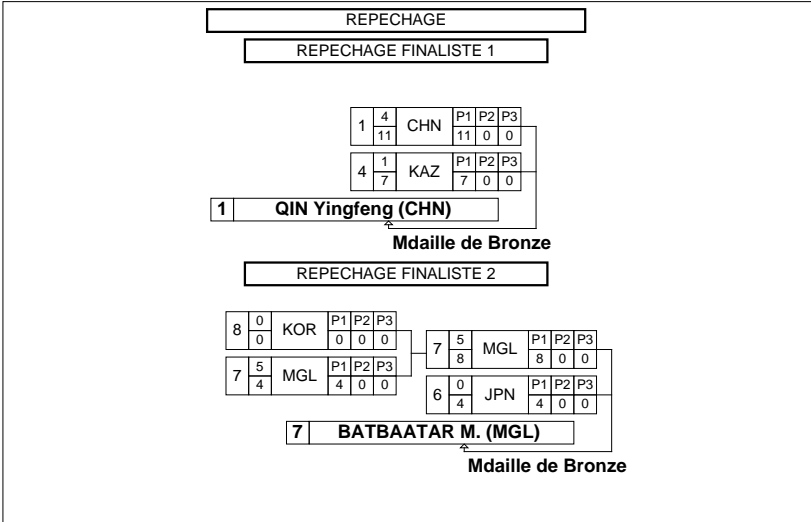 REPECHAGE
REPECHAGE FINALISTE 1
1 4 CHN P1 P2 P3
11 11 0 0
4 1 KAZ P1 P2 P3
7 7 0 0
1 QIN Yingfeng (CHN)
Mdaille de Bronze
REPECHAGE FINALISTE 2
8 0 KOR P1 P2 P3
0 0 0 0
7 5 MGL P1 P2 P3
4 4 0 0
7 5 MGL P1 P2 P3
8 8 0 0
6 0 JPN P1 P2 P3
4 4 0 0
7 BATBAATAR M. (MGL)
Mdaille de Bronze